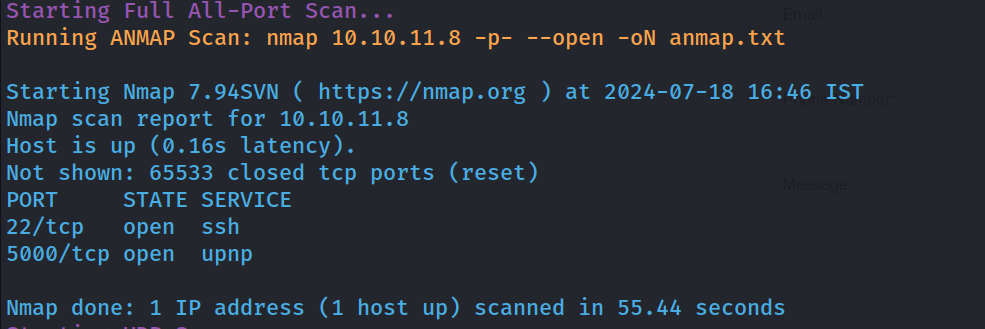 Starting Full All-Port Scan...
Email:
Running ANMAP Scan: nmap 10.10.11.8 -p- --open -oN anmap.txt
Starting Nmap 7.94SVN ( https://nmap.org ) at 2024-07-18 16:46 IST
Nmap scan report for 10.10.11.8
Host is up (0.16s latency).
Not shown: 65533 closed tcp ports (reset)
Message
PORT     STATE SERVICE
22/tcp   open  ssh
5000/tcp open  upnp
Nmap done: 1 IP address (1 host up) scanned in 55.44 seconds